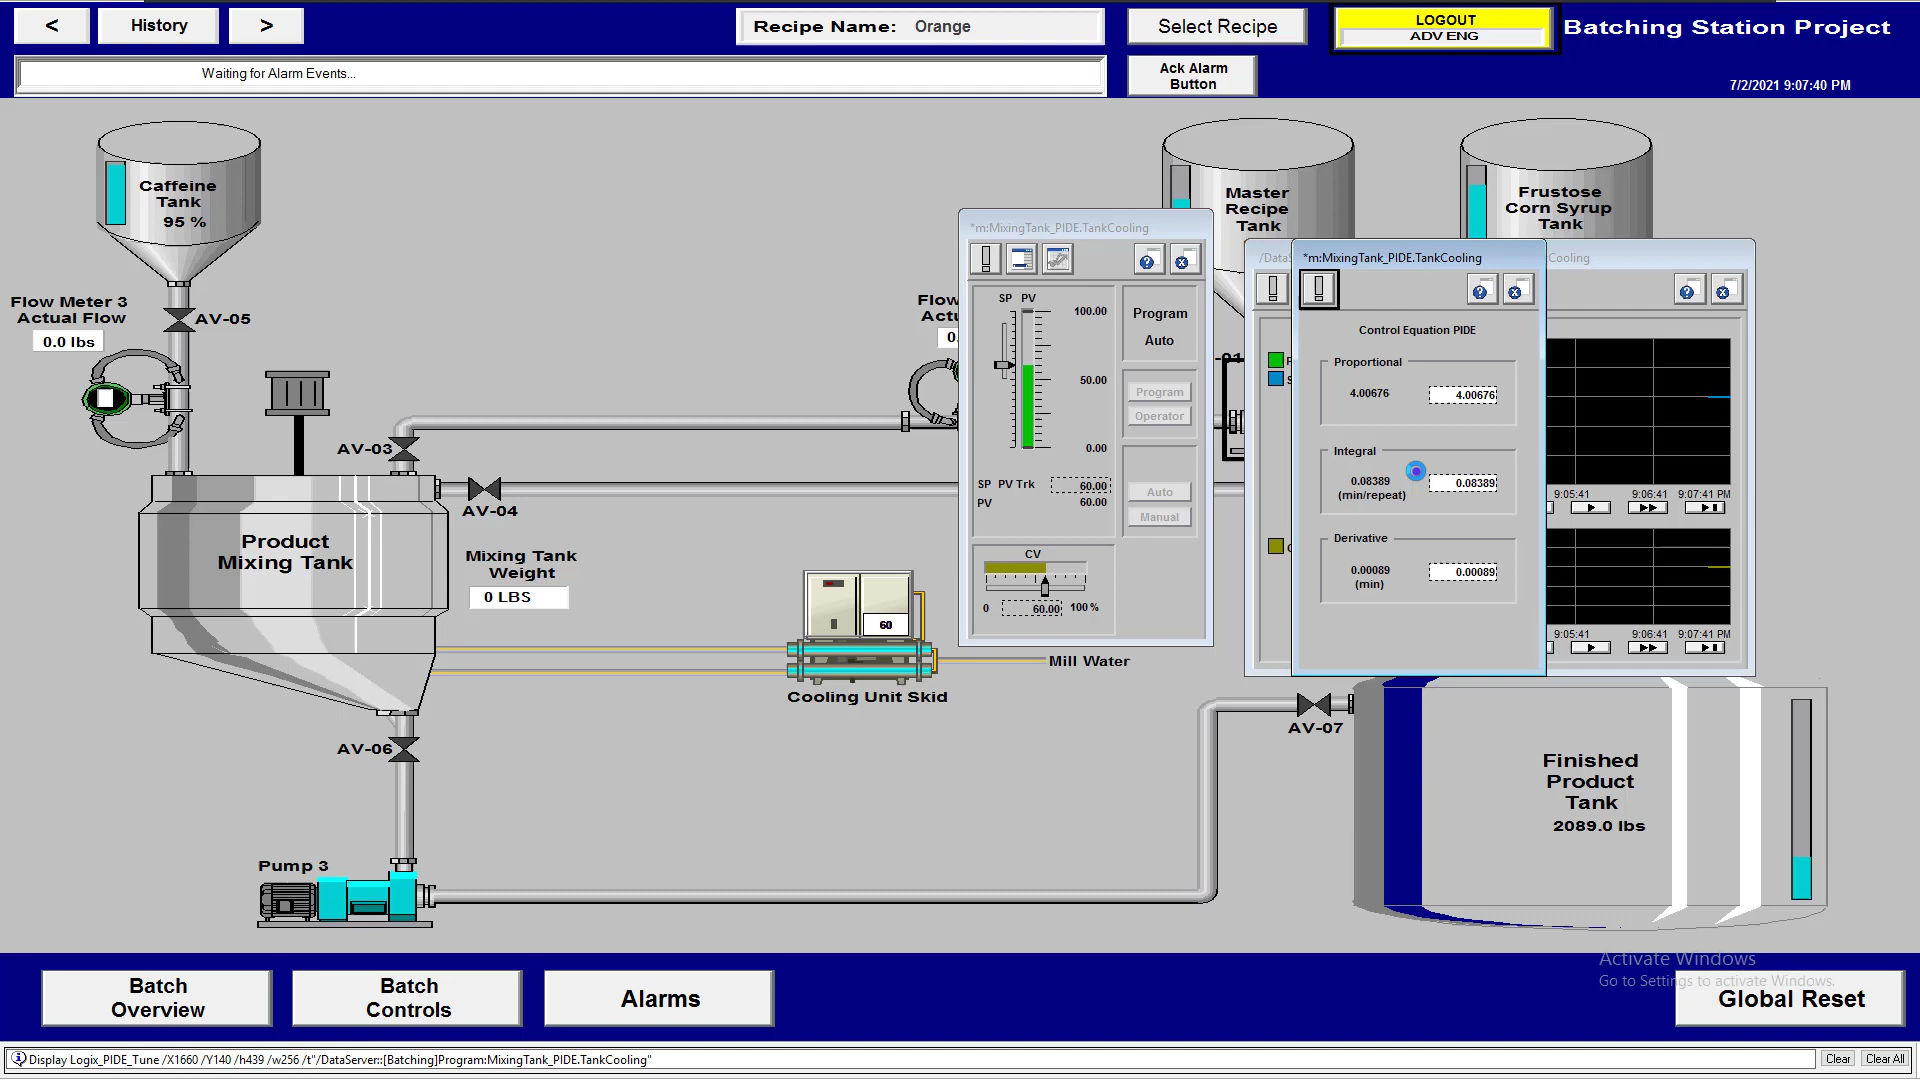 <
History
>
Recipe Name: Orange
Select Recipe
LOGOUT
ADV ENG
Batching Station Project
Waiting for Alarm Events...
Ack Alarm
Button
7/2/2021 9:07:40 PM
Caffeine
Tank
95 %
Master
Recipe
Tank
Frustose
Corn Syrup
Tank
Flow Meter 3
Actual Flow
0.0 lbs
AV-05
Flow
Actu
0.
*m:MixingTank_PIDE.TankCooling
SP PV
100.00
50.00
0.00
SP PV Trk 60.00
PV 60.00
Program
Auto
Program
Operator
Auto
Manual
CV
0 60.00 100 %
/DataS
Cooling
*m:MixingTank_PIDE.TankCooling
Control Equation PIDE
Proportional
4.00676 4.00676
Integral
0.08389 0.08389
(min/repeat)
Derivative
0.00089 0.00089
(min)
9:05:41 9:06:41 9:07:41 PM
9:05:41 9:06:41 9:07:41 PM
AV-03
AV-04
Product
Mixing Tank
Mixing Tank
Weight
0 LBS
60
Mill Water
Cooling Unit Skid
AV-07
AV-06
Finished
Product
Tank
2089.0 lbs
Pump 3
Activate Windows
Go to Settings to activate Windows.
Batch
Overview
Batch
Controls
Alarms
Global Reset
Display Logix_PIDE_Tune /X1660 /Y140 /h439 /w256 /t"/DataServer::[Batching]Program:MixingTank_PIDE.TankCooling"
Clear
Clear All